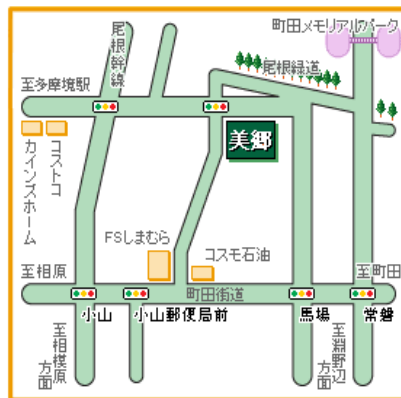 町田メモリアルパーク
尾根幹線
尾根緑道
至多摩境駅
美郷
コストコ
カインズホーム
FSしまむら
コスモ石油
至相原
至町田
町田街道
小山
小山郵便局前
馬場
常磐
至相模原方面
至淵野辺方面